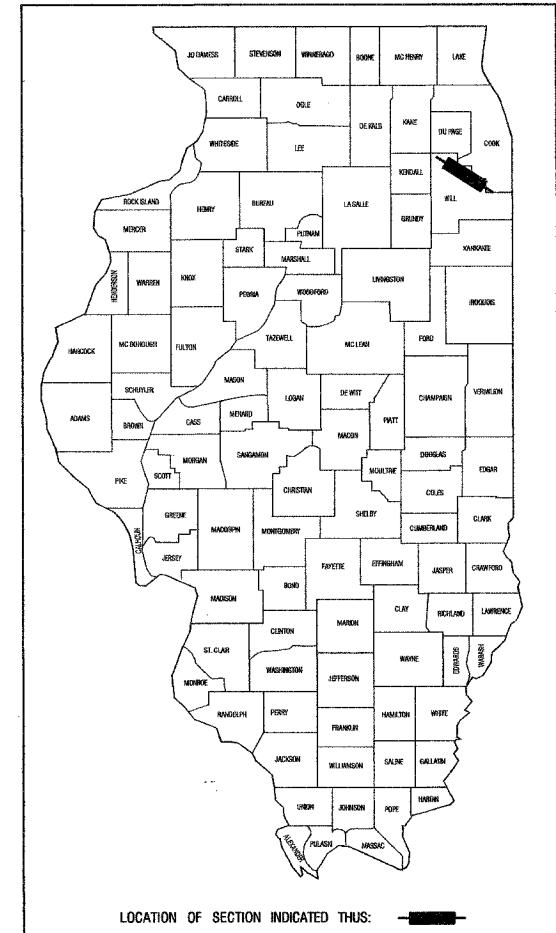 JO DAVIESS STEVENSON WINNEBAGO BOONE MC HENRY LAKE
CARROLL OGLE DE KALB KANE DU PAGE COOK
WHITESIDE LEE KENDALL WILL
ROCK ISLAND HENRY BUREAU LA SALLE GRUNDY
MERCER PUTNAM KANKAKEE
STARK MARSHALL
HENDERSON WARREN KNOX PEORIA WOODFORD LIVINGSTON IROQUOIS
HANCOCK MC DONOUGH FULTON TAZEWELL MC LEAN FORD
SCHUYLER MASON
ADAMS BROWN CASS MENARD LOGAN DE WITT PIATT CHAMPAIGN VERMILION
MACON
PIKE SCOTT MORGAN SANGAMON MOULTRIE DOUGLAS EDGAR
CHRISTIAN COLES
CALHOUN GREENE MACOUPIN MONTGOMERY SHELBY CUMBERLAND CLARK
JERSEY FAYETTE EFFINGHAM JASPER CRAWFORD
MADISON BOND
CLAY RICHLAND LAWRENCE
ST. CLAIR CLINTON MARION
WASHINGTON JEFFERSON WAYNE EDWARDS WABASH
MONROE
RANDOLPH PERRY FRANKLIN HAMILTON WHITE
JACKSON WILLIAMSON SALINE GALLATIN
UNION JOHNSON POPE HARDIN
ALEXANDER PULASKI MASSAC
LOCATION OF SECTION INDICATED THUS: